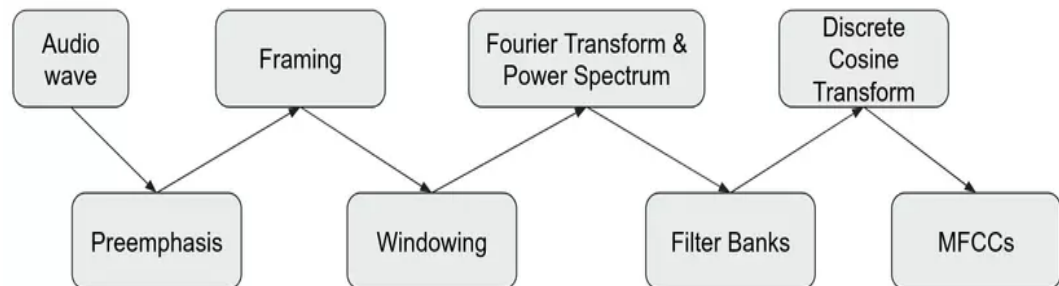 Audio
wave
Preemphasis
Framing
Windowing
Fourier Transform &
Power Spectrum
Filter Banks
Discrete
Cosine
Transform
MFCCs